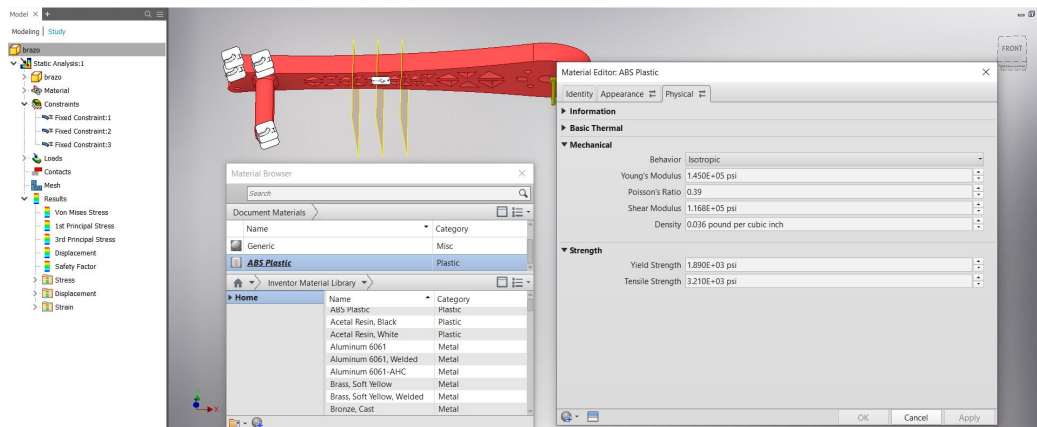 Model × +
Modeling | Study
brazo
Static Analysis:1
brazo
Material
Constraints
Fixed Constraint:1
Fixed Constraint:2
Fixed Constraint:3
Loads
Contacts
Mesh
Results
Von Mises Stress
1st Principal Stress
3rd Principal Stress
Displacement
Safety Factor
Stress
Displacement
Strain
X
FRONT
Material Browser
Search
Document Materials
Name Category
Generic Misc
ABS Plastic Plastic
Inventor Material Library
Home
Name Category
ABS Plastic Plastic
Acetal Resin, Black Plastic
Acetal Resin, White Plastic
Aluminum 6061 Metal
Aluminum 6061, Welded Metal
Aluminum 6061-AHC Metal
Brass, Soft Yellow Metal
Brass, Soft Yellow, Welded Metal
Bronze, Cast Metal
Material Editor: ABS Plastic
Identity Appearance Physical
Information
Basic Thermal
Mechanical
Behavior Isotropic
Young's Modulus 1.450E+05 psi
Poisson's Ratio 0.39
Shear Modulus 1.168E+05 psi
Density 0.036 pound per cubic inch
Strength
Yield Strength 1.890E+03 psi
Tensile Strength 3.210E+03 psi
OK Cancel Apply